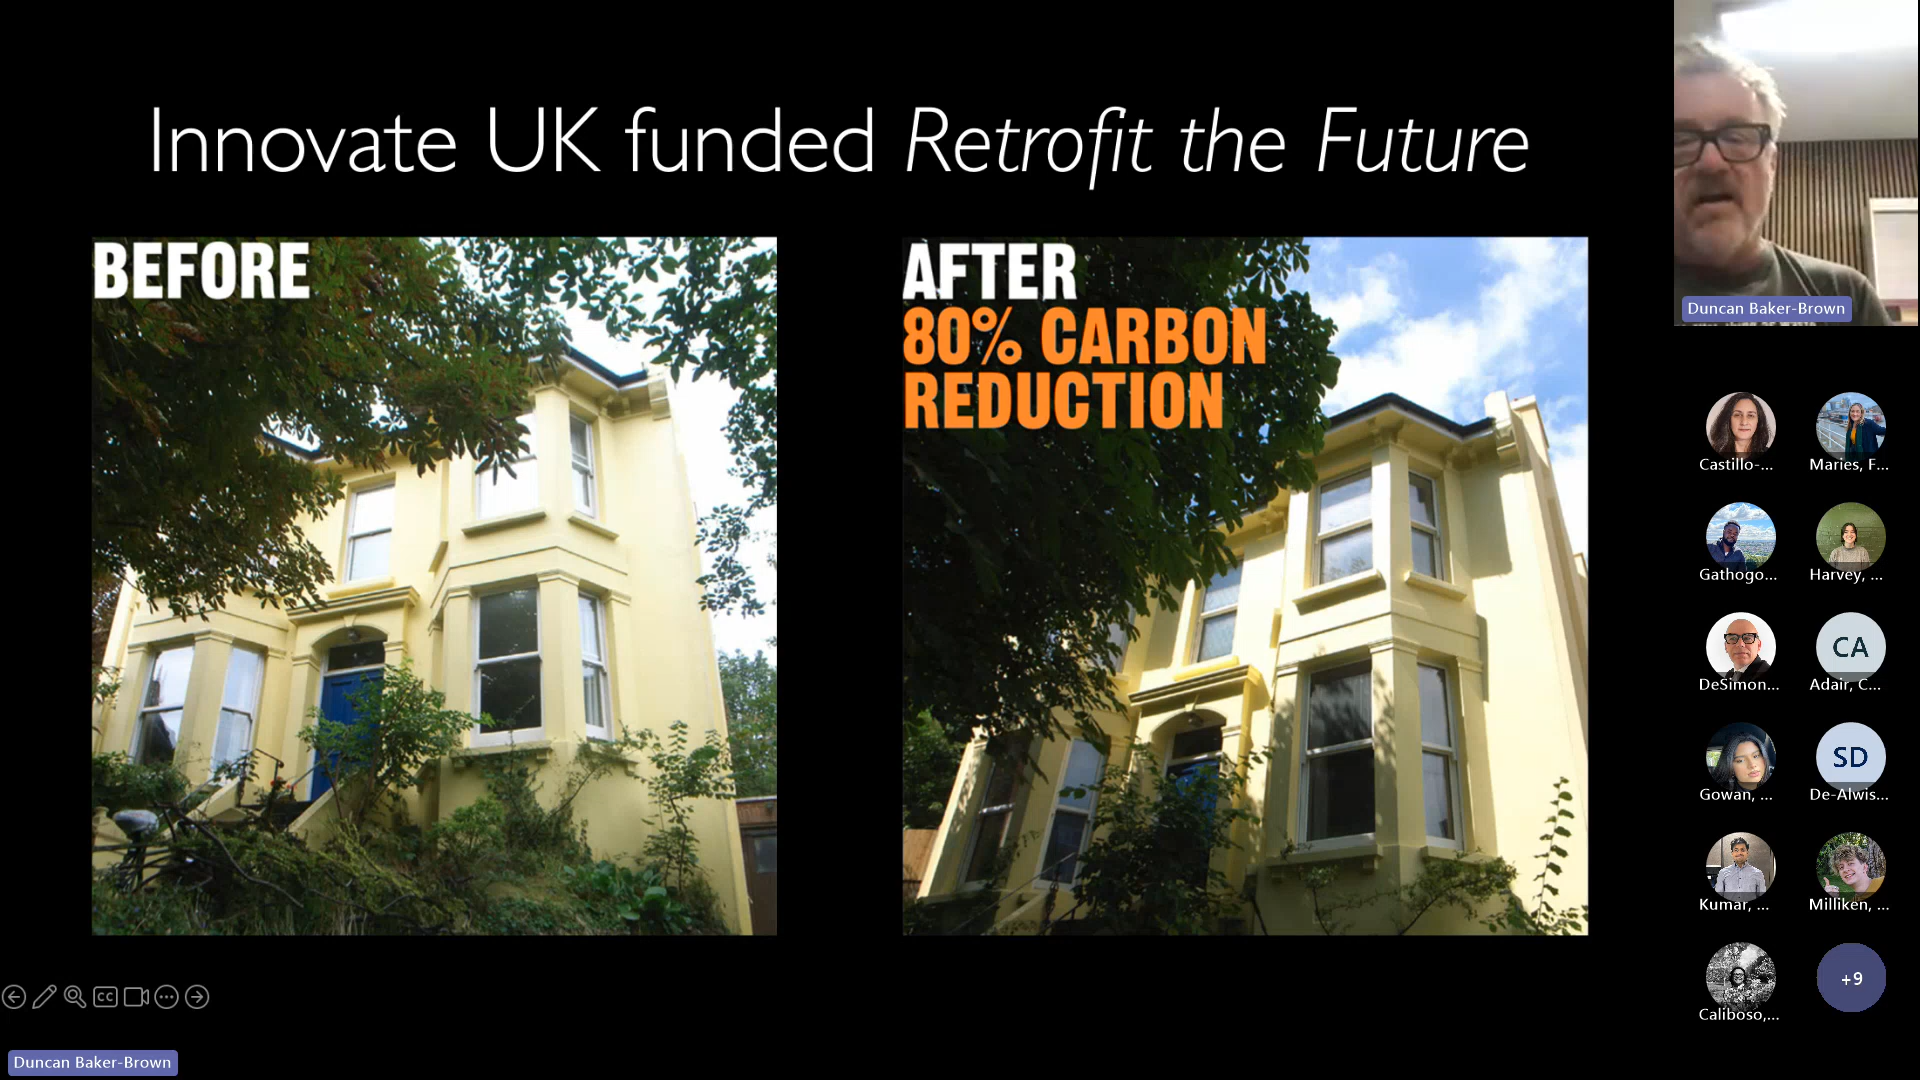 Innovate UK funded Retrofit the Future
BEFORE
AFTER
80% CARBON
REDUCTION
Duncan Baker-Brown
Castillo-...
Maries, F...
Gathogo...
Harvey, ...
DeSimon...
CA
Adair, C...
Gowan, ...
SD
De-Alwis...
Kumar, ...
Milliken, ...
Caliboso,...
+9
CC
Duncan Baker-Brown